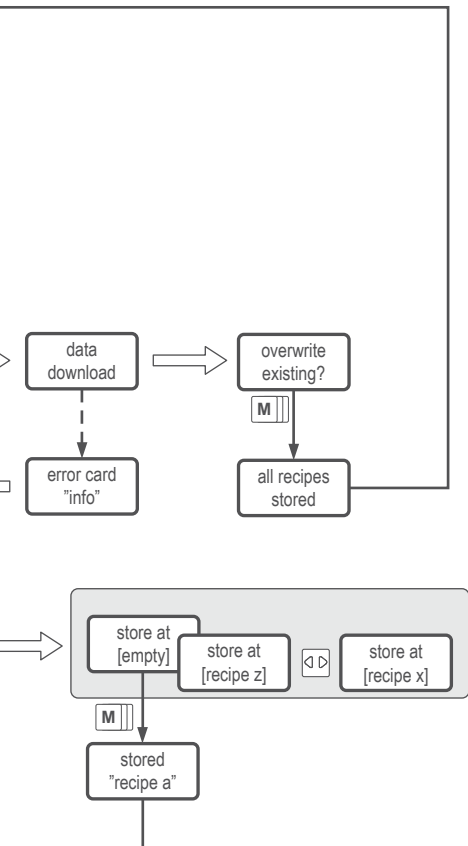 data
download
overwrite
existing?
M
error card
"info"
all recipes
stored
store at
[empty]
store at
[recipe z]
store at
[recipe x]
M
stored
"recipe a"